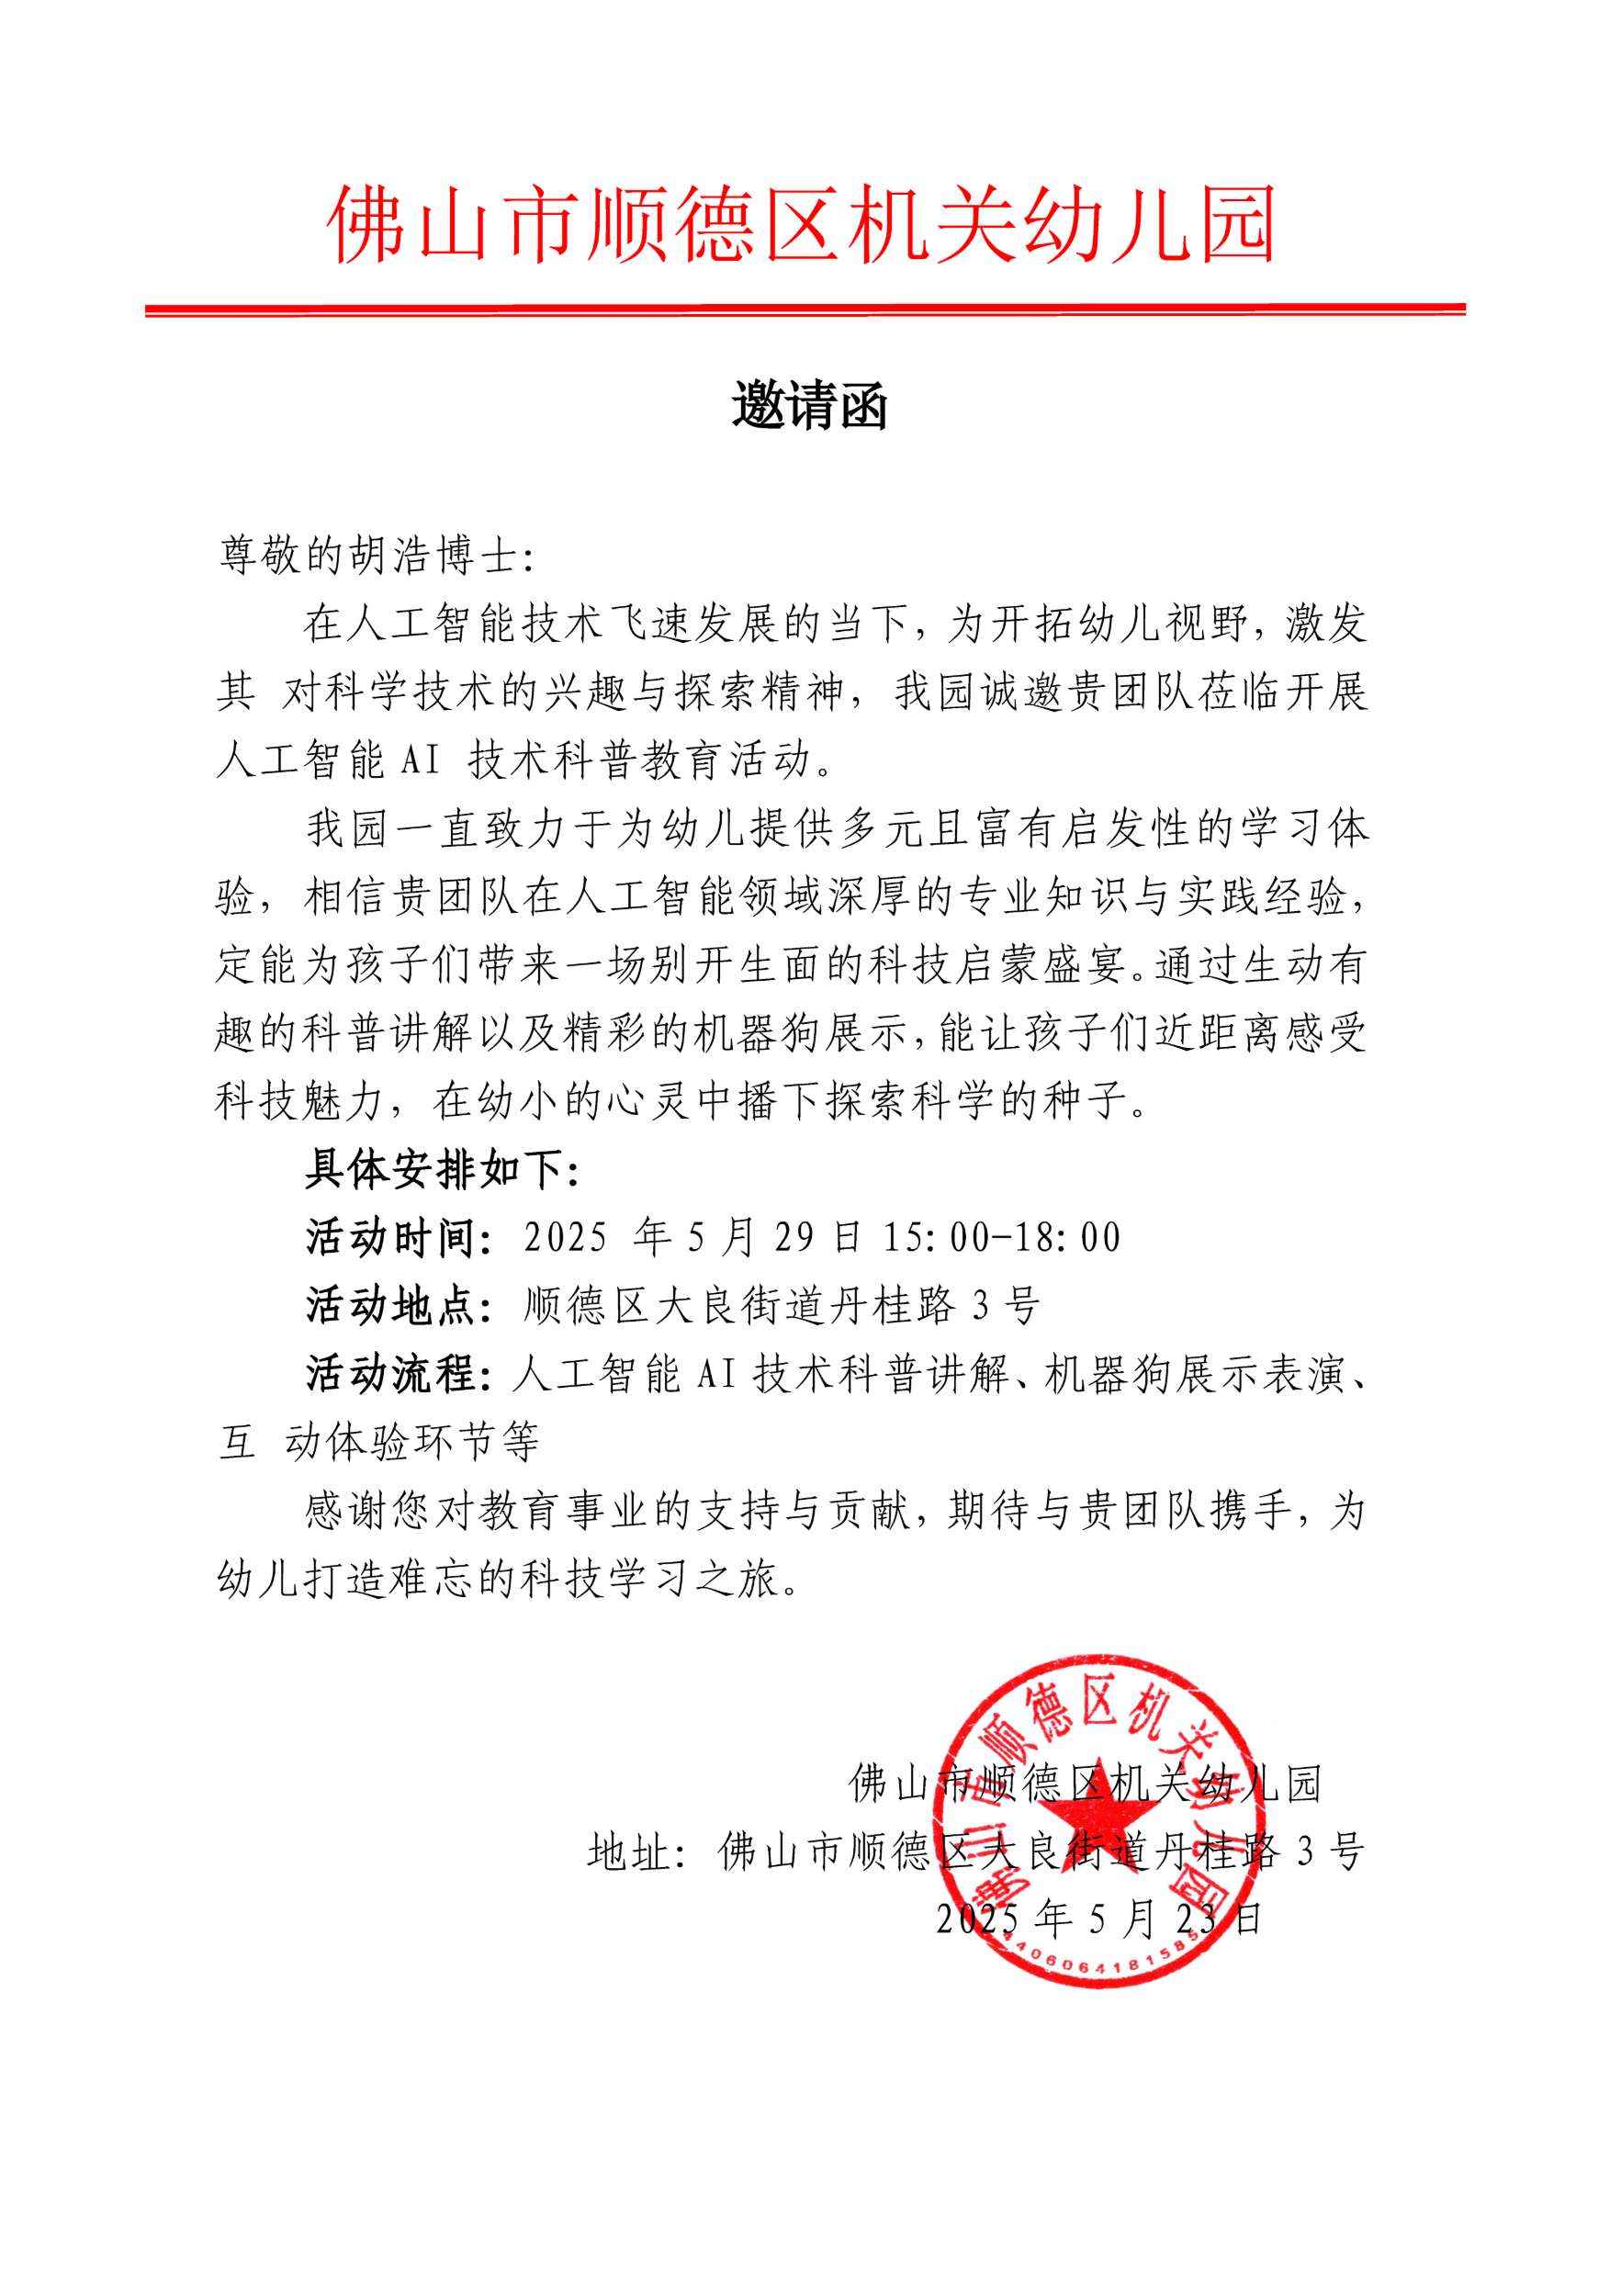 佛山市顺德区机关幼儿园
邀请函
尊敬的胡浩博士：
在人工智能技术飞速发展的当下，为开拓幼儿视野，激发
其 对科学技术的兴趣与探索精神，我园诚邀贵团队莅临开展
人工智能 AI 技术科普教育活动。
我园一直致力于为幼儿提供多元且富有启发性的学习体
验，相信贵团队在人工智能领域深厚的专业知识与实践经验，
定能为孩子们带来一场别开生面的科技启蒙盛宴。通过生动有
趣的科普讲解以及精彩的机器狗展示，能让孩子们近距离感受
科技魅力，在幼小的心灵中播下探索科学的种子。
具体安排如下：
活动时间：2025 年 5 月 29 日 15:00-18:00
活动地点：顺德区大良街道丹桂路 3 号
活动流程：人工智能 AI 技术科普讲解、机器狗展示表演、
互 动体验环节等
感谢您对教育事业的支持与贡献，期待与贵团队携手，为
幼儿打造难忘的科技学习之旅。
佛山市顺德区机关幼儿园
地址：佛山市顺德区大良街道丹桂路 3 号
2025 年 5 月 23 日
佛山市顺德区机关幼儿园
4406064181585